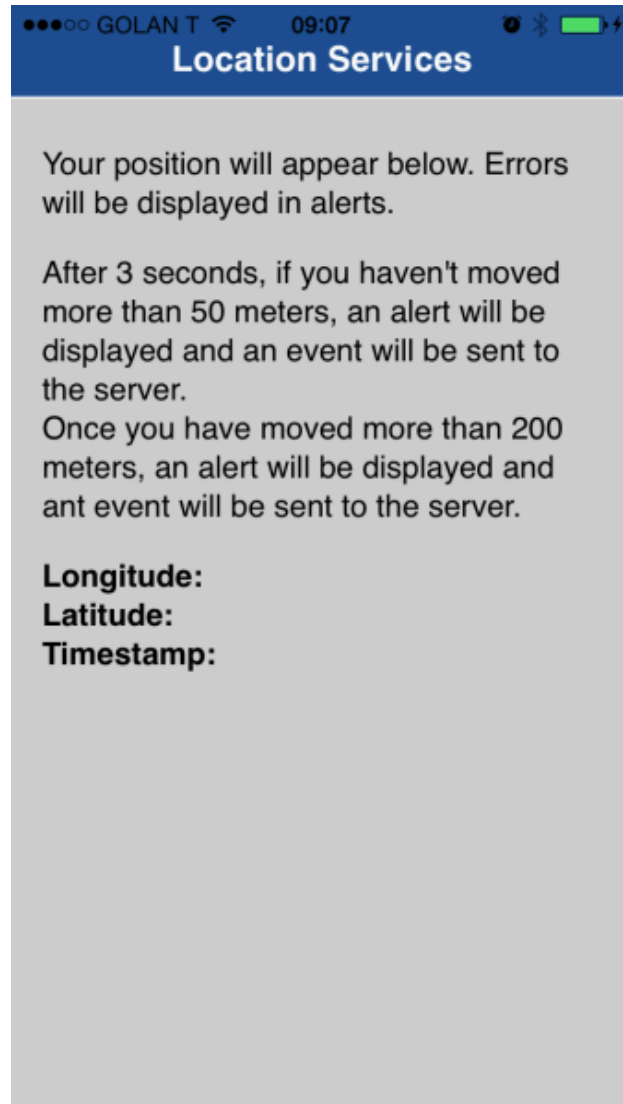 GOLAN T 09:07
Location Services
Your position will appear below. Errors
will be displayed in alerts.
After 3 seconds, if you haven't moved
more than 50 meters, an alert will be
displayed and an event will be sent to
the server.
Once you have moved more than 200
meters, an alert will be displayed and
ant event will be sent to the server.
Longitude:
Latitude:
Timestamp: